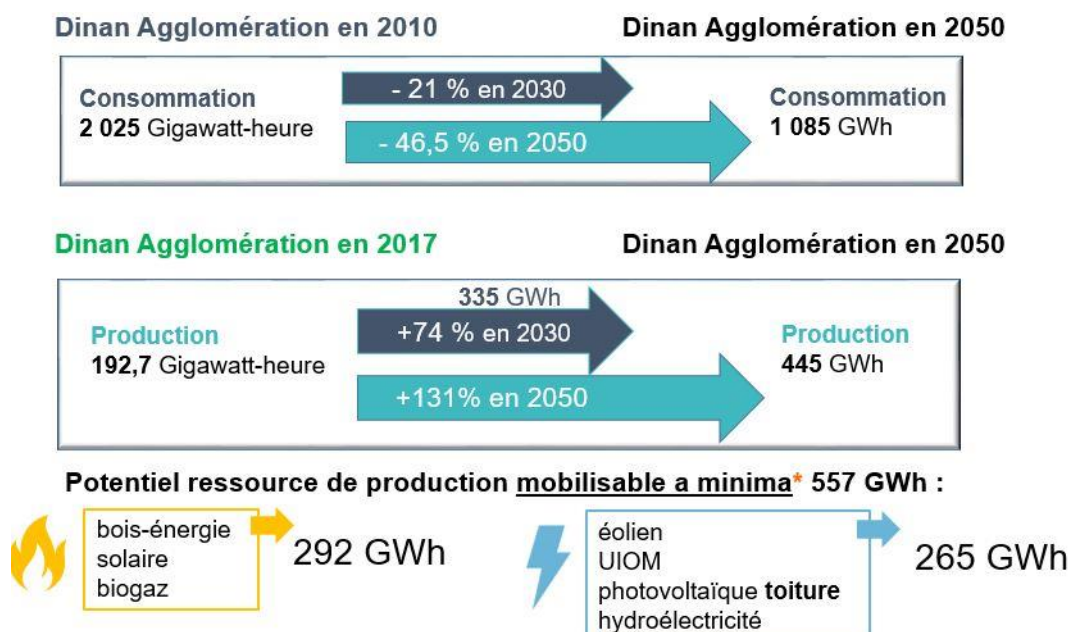 Dinan Agglomération en 2010
Dinan Agglomération en 2050
Consommation
2 025 Gigawatt-heure
- 21 % en 2030
- 46,5 % en 2050
Consommation
1 085 GWh
Dinan Agglomération en 2017
Dinan Agglomération en 2050
Production
192,7 Gigawatt-heure
335 GWh
+74 % en 2030
+131% en 2050
Production
445 GWh
Potentiel ressource de production mobilisable a minima* 557 GWh :
bois-énergie
solaire
biogaz
292 GWh
éolien
UIOM
photovoltaïque toiture
hydroélectricité
265 GWh